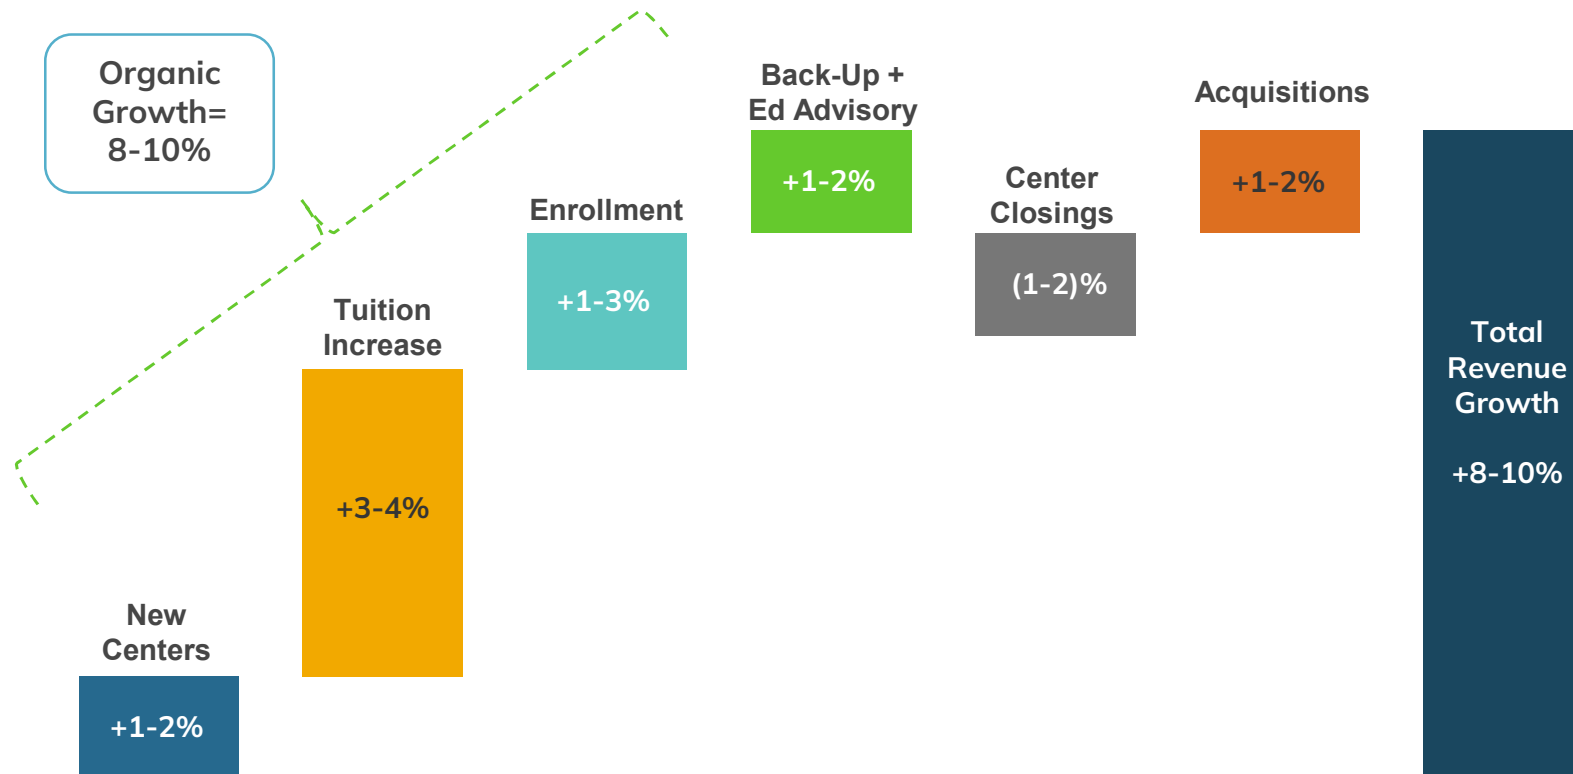 Organic
Growth=
8-10%
New
Centers
+1-2%
Tuition
Increase
+3-4%
Enrollment
+1-3%
Back-Up +
Ed Advisory
+1-2%
Center
Closings
(1-2)%
Acquisitions
+1-2%
Total
Revenue
Growth
+8-10%